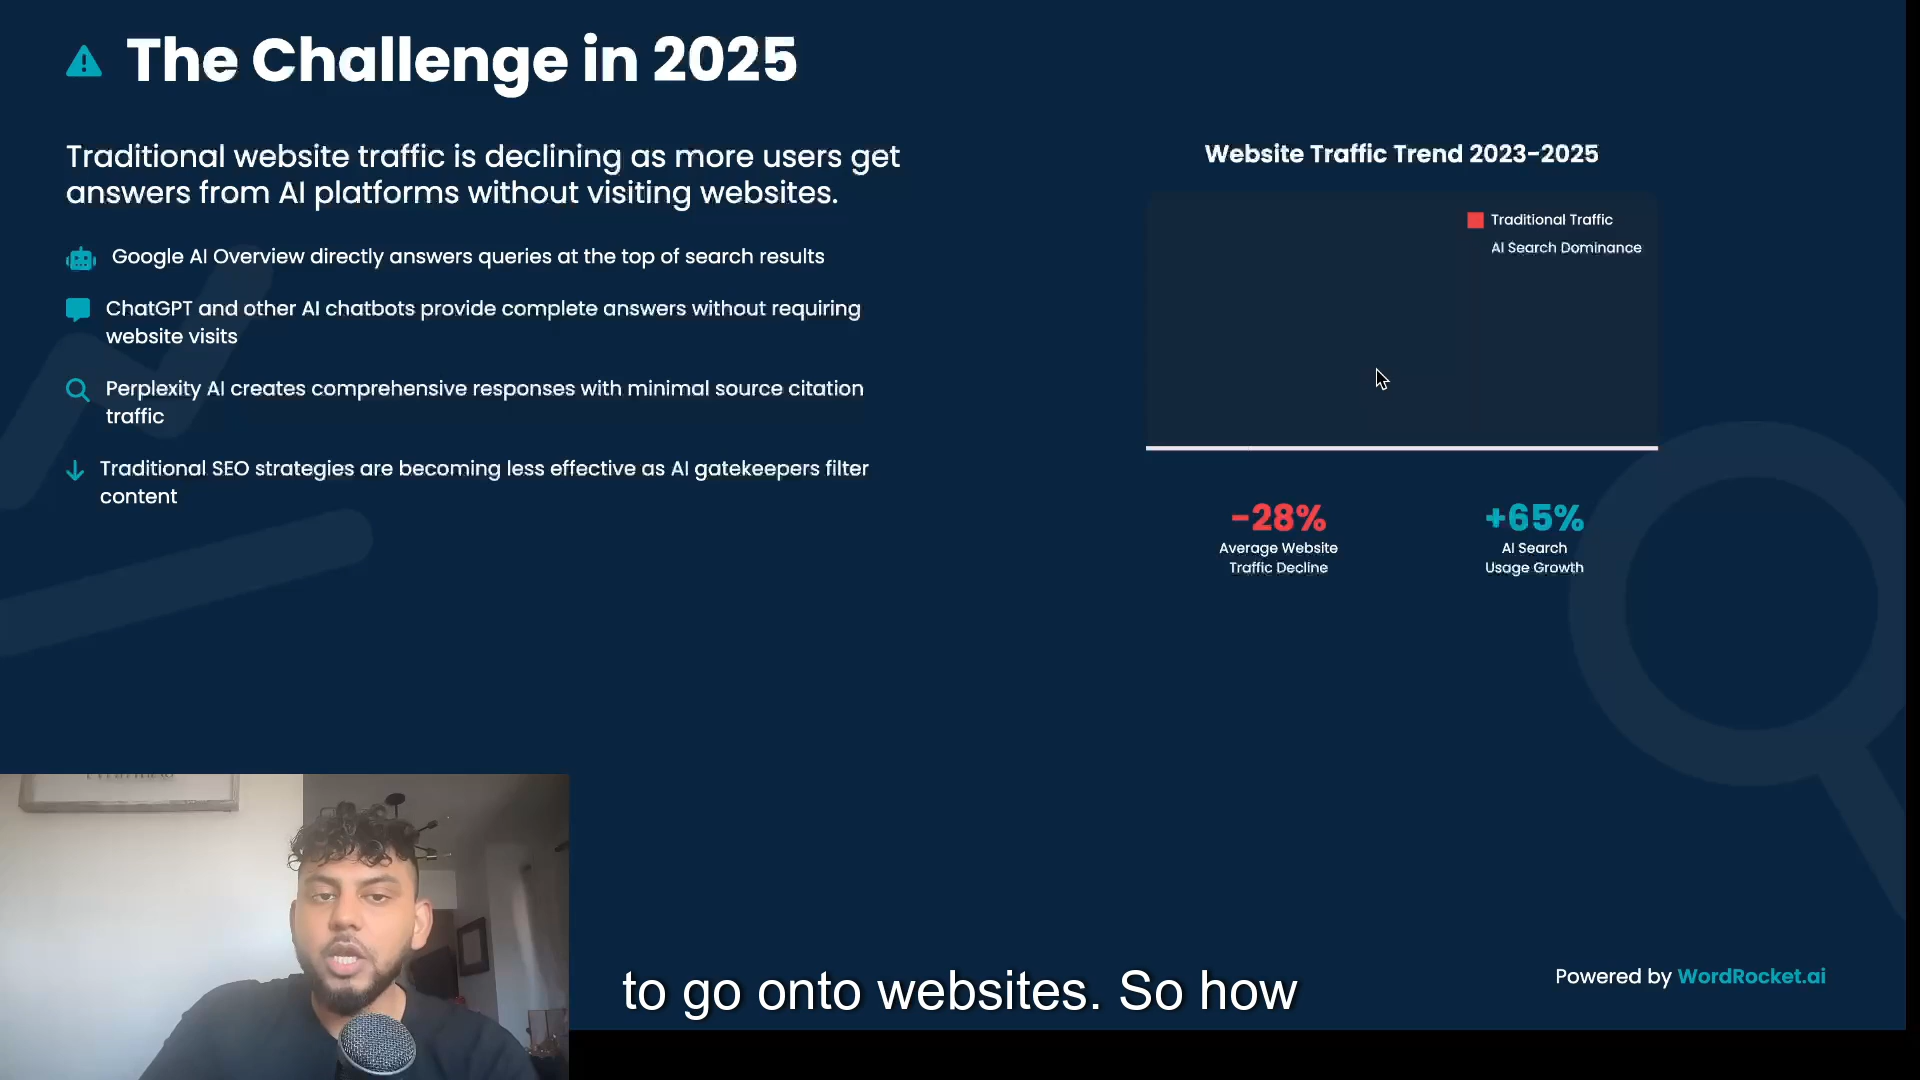 The Challenge in 2025
Traditional website traffic is declining as more users get
answers from AI platforms without visiting websites.
Google AI Overview directly answers queries at the top of search results
ChatGPT and other AI chatbots provide complete answers without requiring
website visits
Perplexity AI creates comprehensive responses with minimal source citation
traffic
Traditional SEO strategies are becoming less effective as AI gatekeepers filter
content
Website Traffic Trend 2023-2025
Traditional Traffic
AI Search Dominance
-28%
Average Website
Traffic Decline
+65%
AI Search
Usage Growth
to go onto websites. So how
Powered by WordRocket.ai